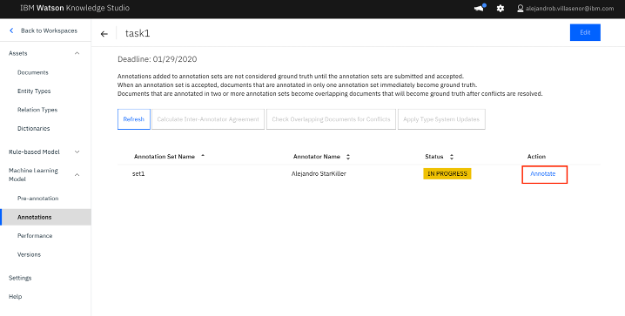 IBM Watson Knowledge Studio
alejandrob.villasenor@ibm.com
Back to Workspaces
task1
Edit
Assets
Documents
Entity Types
Relation Types
Dictionaries
Rule-based Model
Machine Learning Model
Pre-annotation
Annotations
Performance
Versions
Settings
Help
Deadline: 01/29/2020
Annotations added to annotation sets are not considered ground truth until the annotation sets are submitted and accepted.
When an annotation set is accepted, documents that are annotated in only one annotation set immediately become ground truth.
Documents that are annotated in two or more annotation sets become overlapping documents that will become ground truth after conflicts are resolved.
Refresh Calculate Inter-Annotator Agreement Check Overlapping Documents for Conflicts Apply Type System Updates
Annotation Set Name Annotator Name Status Action
set1 Alejandro StarKiller IN PROGRESS Annotate